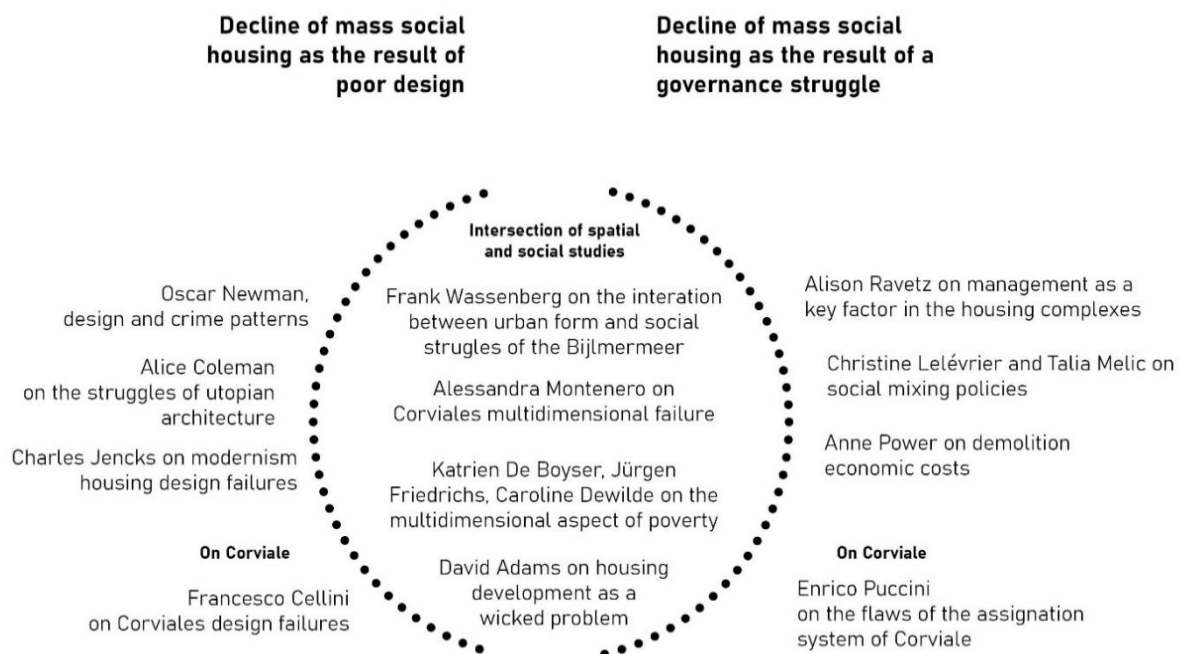 Decline of mass social
housing as the result of
poor design
Decline of mass social
housing as the result of a
governance struggle
Oscar Newman,
design and crime patterns
Alice Coleman
on the struggles of utopian
architecture
Charles Jencks on modernism
housing design failures
On Corviale
Francesco Cellini
on Corviales design failures
Intersection of spatial
and social studies
Frank Wassenberg on the interation
between urban form and social
strugles of the Bijlmermeer
Alessandra Montenero on
Corviales multidimensional failure
Katrien De Boyser, Jürgen
Friedrichs, Caroline Dewilde on the
multidimensional aspect of poverty
David Adams on housing
development as a
wicked problem
Alison Ravetz on management as a
key factor in the housing complexes
Christine Lelévrier and Talia Melic on
social mixing policies
Anne Power on demolition
economic costs
On Corviale
Enrico Puccini
on the flaws of the assignation
system of Corviale